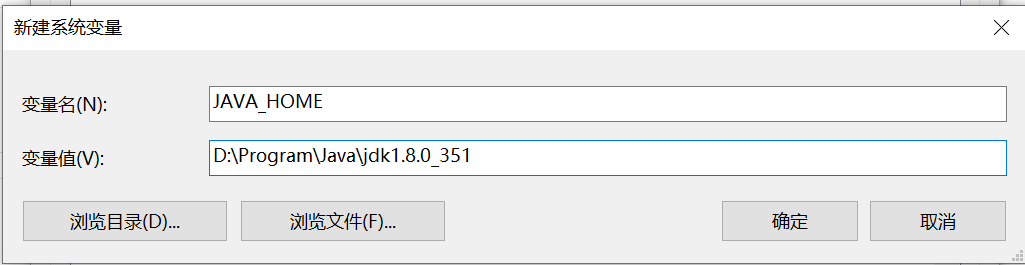 新建系统变量
变量名(N):
JAVA_HOME
变量值(V):
D:\Program\Java\jdk1.8.0_351
浏览目录(D)...
浏览文件(F)...
确定
取消